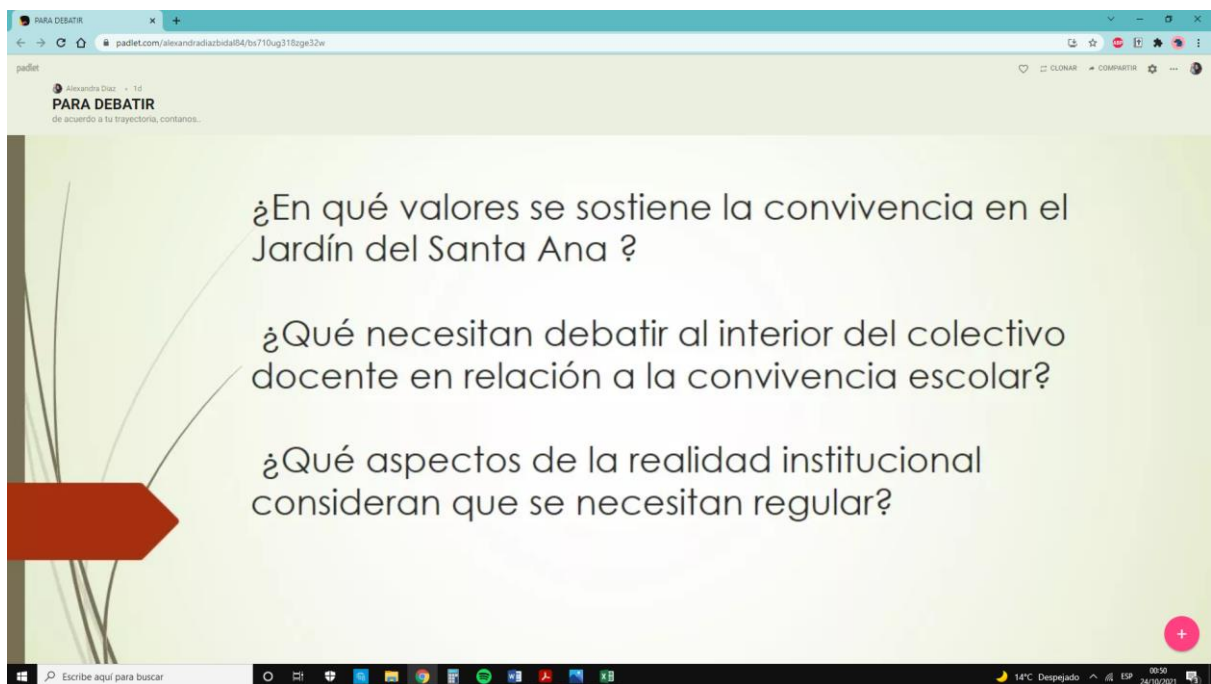 PARA DEBATIR
padlet.com/alexandradiazbidal84/bs710ug318zge32w
padlet
CLONAR
COMPARTIR
Alexandra Diaz • 1d
PARA DEBATIR
de acuerdo a tu trayectoria, contanos..
¿En qué valores se sostiene la convivencia en el
Jardín del Santa Ana ?
¿Qué necesitan debatir al interior del colectivo
docente en relación a la convivencia escolar?
¿Qué aspectos de la realidad institucional
consideran que se necesitan regular?
Escribe aquí para buscar
14°C Despejado
ESP
00:50
24/10/2021